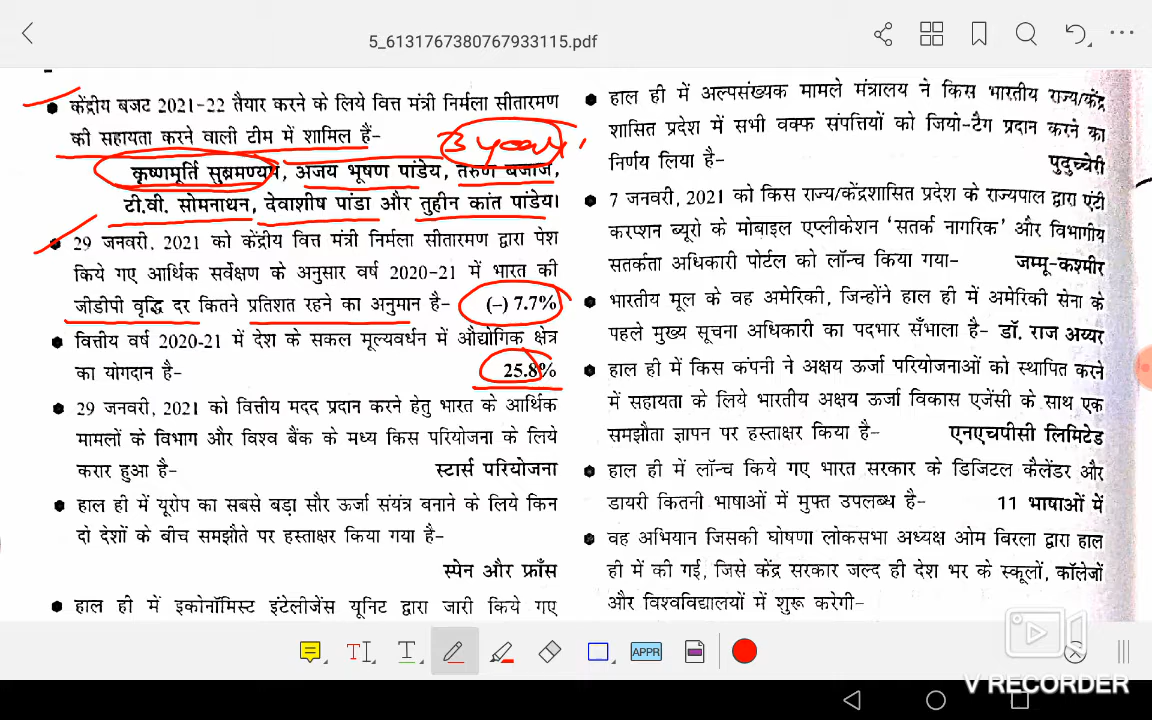 5_6131767380767933115.pdf
केंद्रीय बजट 2021-22 तैयार करने के लिये वित्त मंत्री निर्मला सीतारमण
की सहायता करने वाली टीम में शामिल हैं-
3 years
कृष्णमूर्ति सुब्रमण्यम, अजय भूषण पांडेय, तरुण बजाज,
टी.वी. सोमनाथन, देवाशीष पांडा और तुहीन कांत पांडेय।
29 जनवरी, 2021 को केंद्रीय वित्त मंत्री निर्मला सीतारमण द्वारा पेश
किये गए आर्थिक सर्वेक्षण के अनुसार वर्ष 2020-21 में भारत की
जीडीपी वृद्धि दर कितने प्रतिशत रहने का अनुमान है- (–) 7.7%
वित्तीय वर्ष 2020-21 में देश के सकल मूल्यवर्धन में औद्योगिक क्षेत्र
का योगदान है- 25.8%
29 जनवरी, 2021 को वित्तीय मदद प्रदान करने हेतु भारत के आर्थिक
मामलों के विभाग और विश्व बैंक के मध्य किस परियोजना के लिये
करार हुआ है- स्टार्स परियोजना
हाल ही में यूरोप का सबसे बड़ा सौर ऊर्जा संयंत्र बनाने के लिये किन
दो देशों के बीच समझौते पर हस्ताक्षर किया गया है-
स्पेन और फ्राँस
हाल ही में इकोनॉमिस्ट इंटेलीजेंस यूनिट द्वारा जारी किये गए
हाल ही में अल्पसंख्यक मामले मंत्रालय ने किस भारतीय राज्य/केंद्र
शासित प्रदेश में सभी वक्फ संपत्तियों को जियो-टैग प्रदान करने का
निर्णय लिया है- पुदुच्चेरी
7 जनवरी, 2021 को किस राज्य/केंद्रशासित प्रदेश के राज्यपाल द्वारा एंटी
करप्शन ब्यूरो के मोबाइल एप्लीकेशन ‘सतर्क नागरिक’ और विभागीय
सतर्कता अधिकारी पोर्टल को लॉन्च किया गया- जम्मू-कश्मीर
भारतीय मूल के वह अमेरिकी, जिन्होंने हाल ही में अमेरिकी सेना के
पहले मुख्य सूचना अधिकारी का पदभार सँभाला है- डॉ. राज अय्यर
हाल ही में किस कंपनी ने अक्षय ऊर्जा परियोजनाओं को स्थापित करने
में सहायता के लिये भारतीय अक्षय ऊर्जा विकास एजेंसी के साथ एक
समझौता ज्ञापन पर हस्ताक्षर किया है- एनएचपीसी लिमिटेड
हाल ही में लॉन्च किये गए भारत सरकार के डिजिटल कैलेंडर और
डायरी कितनी भाषाओं में मुफ्त उपलब्ध है- 11 भाषाओं में
वह अभियान जिसकी घोषणा लोकसभा अध्यक्ष ओम बिरला द्वारा हाल
ही में की गई, जिसे केंद्र सरकार जल्द ही देश भर के स्कूलों, कॉलेजों
और विश्वविद्यालयों में शुरू करेगी-
APPR
V RECORDER